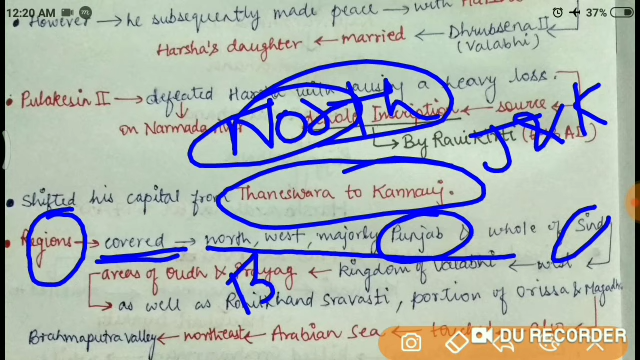 12:20 AM 37%
However → he subsequently made peace → with
Harsha's daughter ← married ← Dhrubsena II
(Valabhi)
• Pulakesin II → defeated Harsha with causing a heavy loss.
on Narmada Inscription ← source
North
→ By Ravikirti
J&K
• Shifted his capital from Thaneswara to Kannauj.
• Regions → covered → north, west, majorly Punjab & whole of Sind
areas of Oudh & Prayag ← kingdom of Valabhi ← west
→ as well as Rohilkhand Sravasti, portion of Orissa & Magadh
Brahmaputra valley ← northeast ← Arabian Sea ←
DU RECORDER